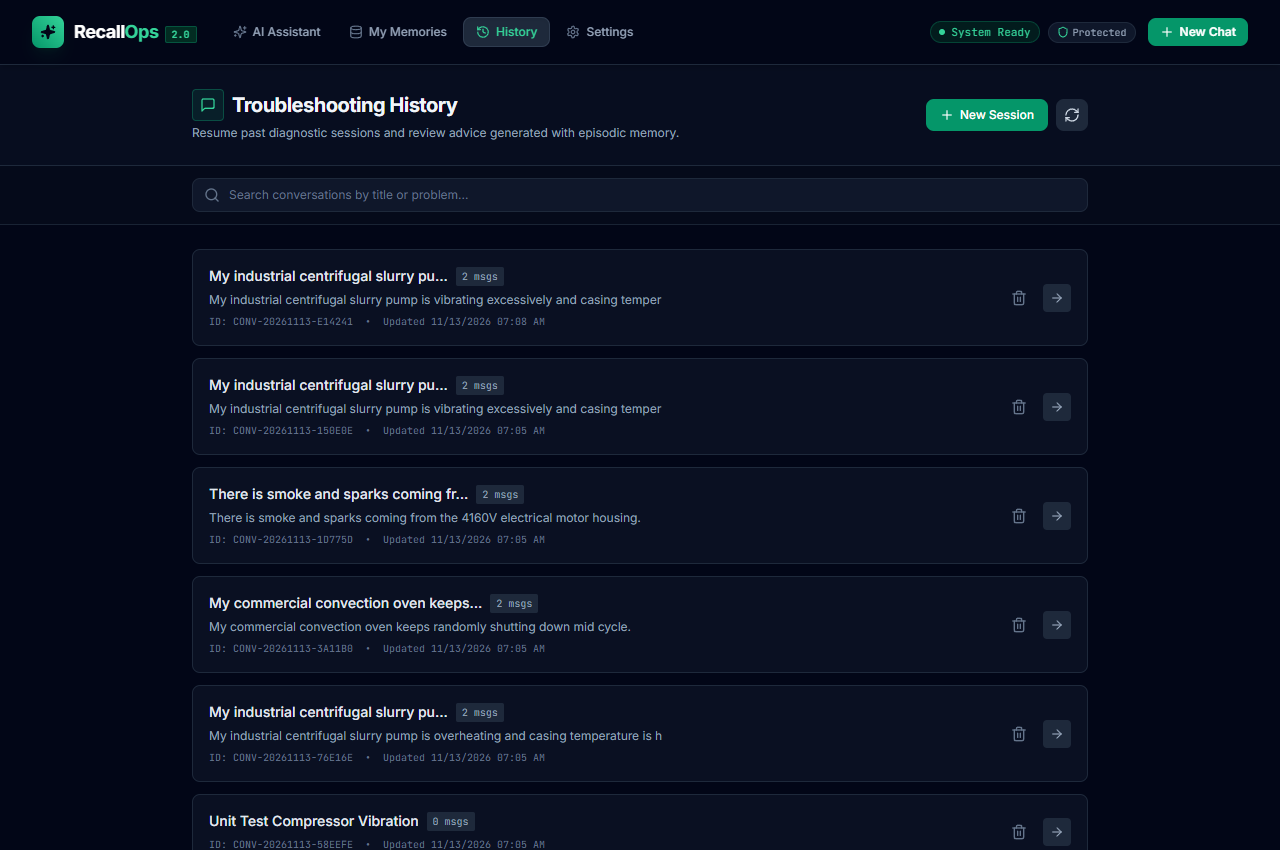 RecallOps 2.0 AI Assistant My Memories History Settings System Ready Protected New Chat
Troubleshooting History
Resume past diagnostic sessions and review advice generated with episodic memory.
New Session
Search conversations by title or problem...
My industrial centrifugal slurry pu... 2 msgs
My industrial centrifugal slurry pump is vibrating excessively and casing temper
ID: CONV-20261113-E14241 • Updated 11/13/2026 07:08 AM
My industrial centrifugal slurry pu... 2 msgs
My industrial centrifugal slurry pump is vibrating excessively and casing temper
ID: CONV-20261113-150E0E • Updated 11/13/2026 07:05 AM
There is smoke and sparks coming fr... 2 msgs
There is smoke and sparks coming from the 4160V electrical motor housing.
ID: CONV-20261113-1D775D • Updated 11/13/2026 07:05 AM
My commercial convection oven keeps... 2 msgs
My commercial convection oven keeps randomly shutting down mid cycle.
ID: CONV-20261113-3A11B0 • Updated 11/13/2026 07:05 AM
My industrial centrifugal slurry pu... 2 msgs
My industrial centrifugal slurry pump is overheating and casing temperature is h
ID: CONV-20261113-76E16E • Updated 11/13/2026 07:05 AM
Unit Test Compressor Vibration 0 msgs
ID: CONV-20261113-58EEFE • Updated 11/13/2026 07:05 AM